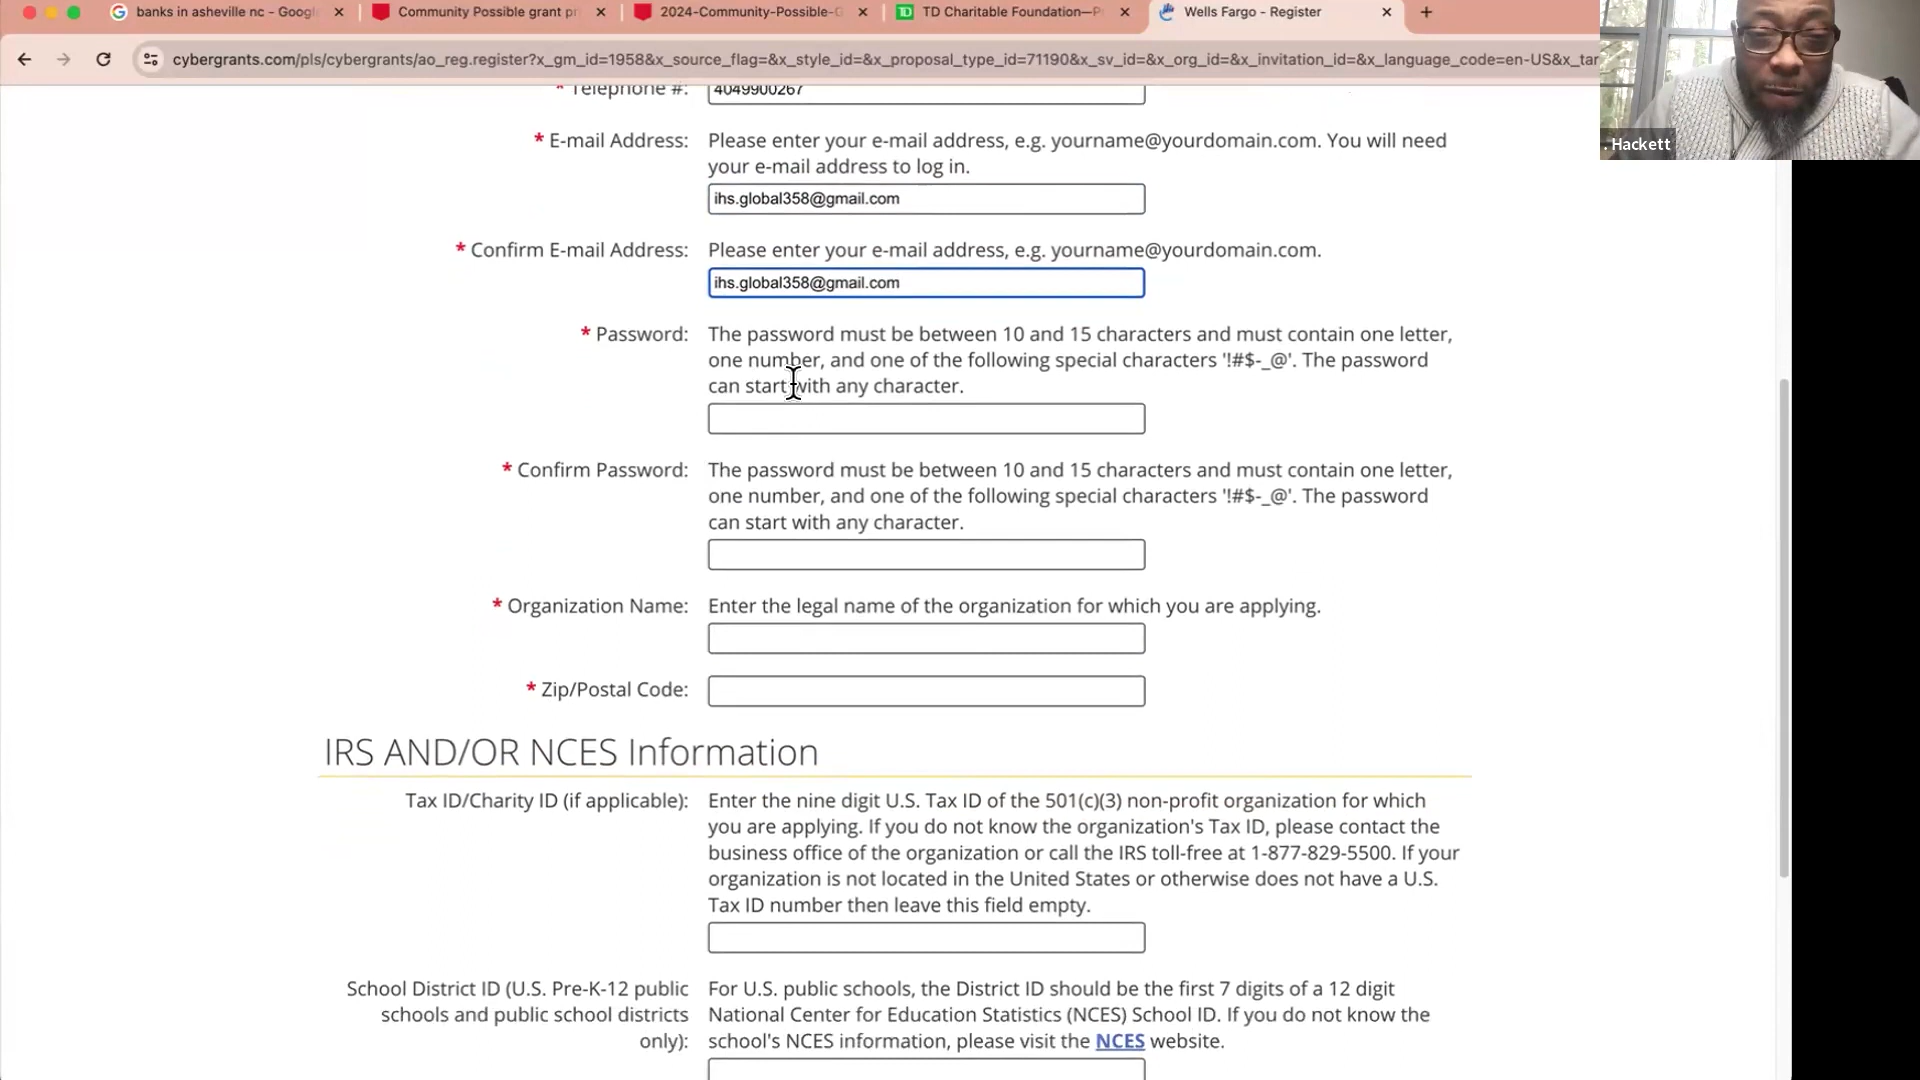 banks in asheville nc - Googl
Community Possible grant pr
2024-Community-Possible-G
TD Charitable Foundation—P
Wells Fargo - Register
cybergrants.com/pls/cybergrants/ao_reg.register?x_gm_id=1958&x_source_flag=&x_style_id=&x_proposal_type_id=71190&x_sv_id=&x_org_id=&x_invitation_id=&x_language_code=en-US&x_tar
. Hackett
* Telephone #: 4049900267
* E-mail Address: Please enter your e-mail address, e.g. yourname@yourdomain.com. You will need
your e-mail address to log in.
ihs.global358@gmail.com
* Confirm E-mail Address: Please enter your e-mail address, e.g. yourname@yourdomain.com.
ihs.global358@gmail.com
* Password: The password must be between 10 and 15 characters and must contain one letter,
one number, and one of the following special characters '!#$-_@'. The password
can start with any character.
* Confirm Password: The password must be between 10 and 15 characters and must contain one letter,
one number, and one of the following special characters '!#$-_@'. The password
can start with any character.
* Organization Name: Enter the legal name of the organization for which you are applying.
* Zip/Postal Code:
IRS AND/OR NCES Information
Tax ID/Charity ID (if applicable): Enter the nine digit U.S. Tax ID of the 501(c)(3) non-profit organization for which
you are applying. If you do not know the organization's Tax ID, please contact the
business office of the organization or call the IRS toll-free at 1-877-829-5500. If your
organization is not located in the United States or otherwise does not have a U.S.
Tax ID number then leave this field empty.
School District ID (U.S. Pre-K-12 public For U.S. public schools, the District ID should be the first 7 digits of a 12 digit
schools and public school districts National Center for Education Statistics (NCES) School ID. If you do not know the
only): school's NCES information, please visit the NCES website.